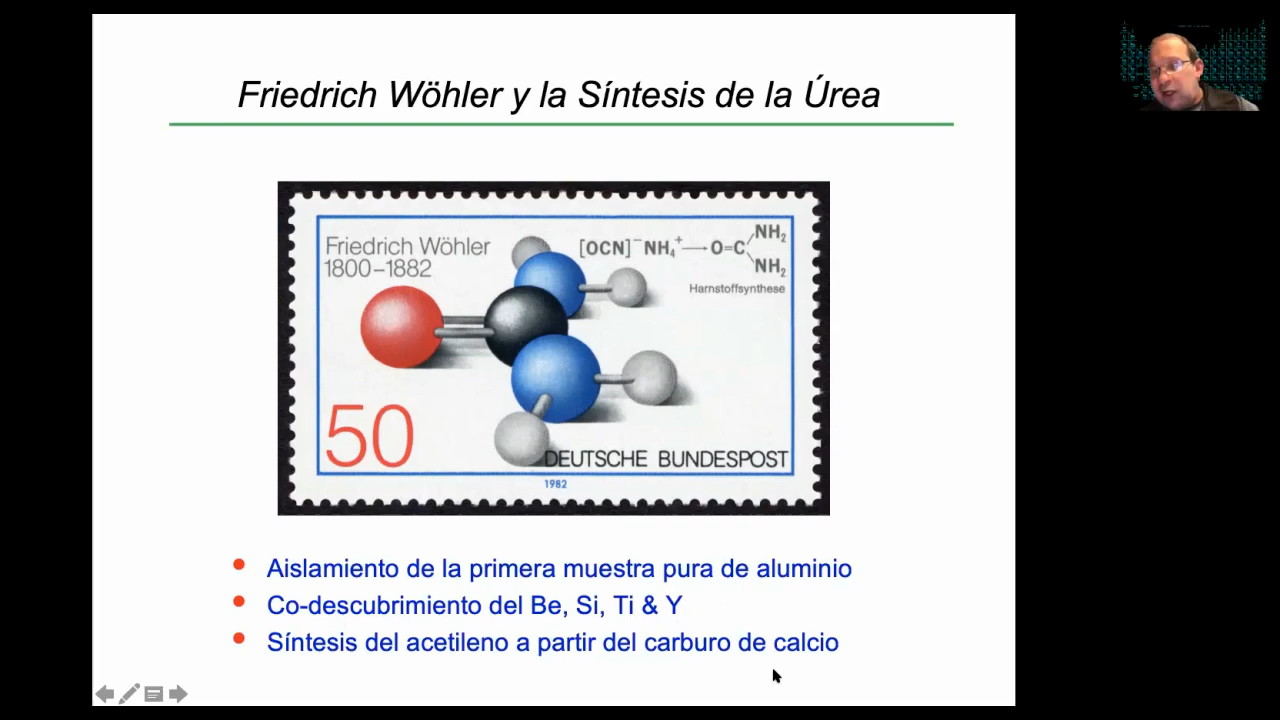 Friedrich Wöhler y la Síntesis de la Úrea
Friedrich Wöhler
1800–1882
[OCN]⁻ NH₄⁺ → O=C
NH₂
NH₂
Harnstoffsynthese
50
DEUTSCHE BUNDESPOST
1982
Aislamiento de la primera muestra pura de aluminio
Co-descubrimiento del Be, Si, Ti & Y
Síntesis del acetileno a partir del carburo de calcio